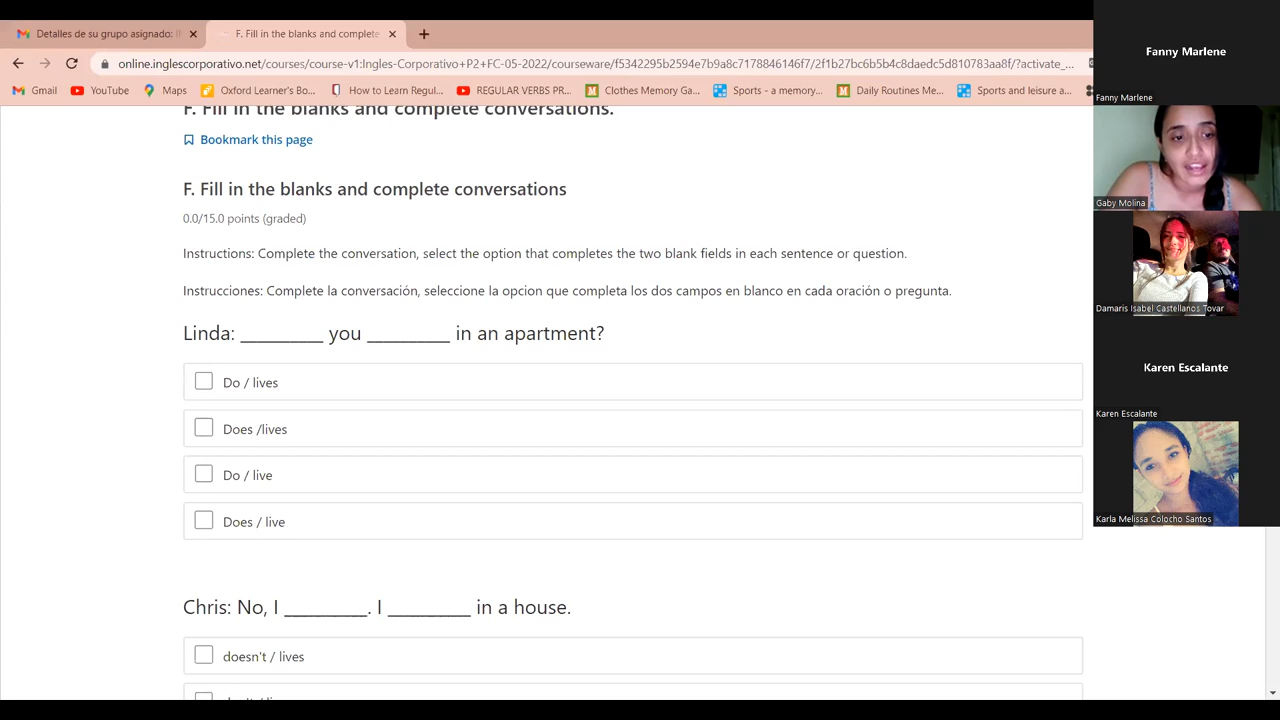 Detalles de su grupo asignado: I
F. Fill in the blanks and complete
online.inglescorporativo.net/courses/course-v1:Ingles-Corporativo+P2+FC-05-2022/courseware/f5342295b2594e7b9a8c7178846146f7/2f1b27bc6b5b4c8daedc5d810783aa8f/?activate_...
Gmail YouTube Maps Oxford Learner's Bo... How to Learn Regul... REGULAR VERBS PR... Clothes Memory Ga... Sports - a memory... Daily Routines Me... Sports and leisure a...
F. Fill in the blanks and complete conversations.
Bookmark this page
F. Fill in the blanks and complete conversations
0.0/15.0 points (graded)
Instructions: Complete the conversation, select the option that completes the two blank fields in each sentence or question.
Instrucciones: Complete la conversación, seleccione la opcion que completa los dos campos en blanco en cada oración o pregunta.
Linda: _________ you _________ in an apartment?
Do / lives
Does /lives
Do / live
Does / live
Chris: No, I _________. I _________ in a house.
doesn't / lives
Fanny Marlene
Fanny Marlene
Gaby Molina
Damaris Isabel Castellanos Tovar
Karen Escalante
Karen Escalante
Karla Melissa Colocho Santos